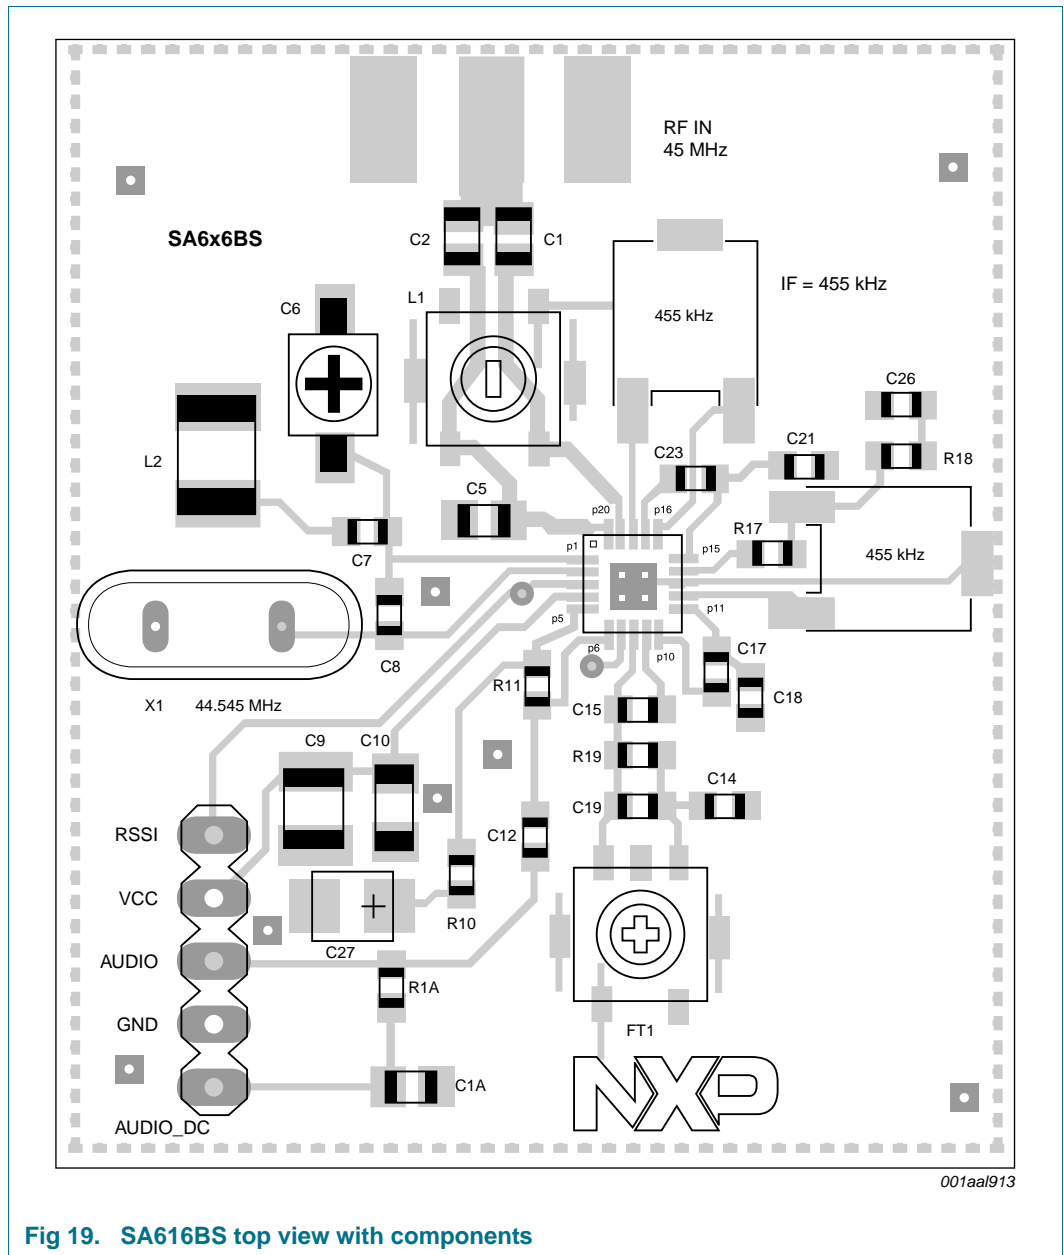 RF IN
45 MHz
SA6x6BS
C2
C1
C6
L1
455 kHz
IF = 455 kHz
C26
L2
C23
C21
R18
C5
p20
p16
p1
p15
R17
455 kHz
C7
p5
p11
p6
p10
C8
R11
C17
C18
X1
44.545 MHz
C15
C9
C10
R19
C14
C19
RSSI
C12
VCC
R10
C27
AUDIO
R1A
GND
FT1
C1A
NXP
AUDIO_DC
001aal913
Fig 19. SA616BS top view with components